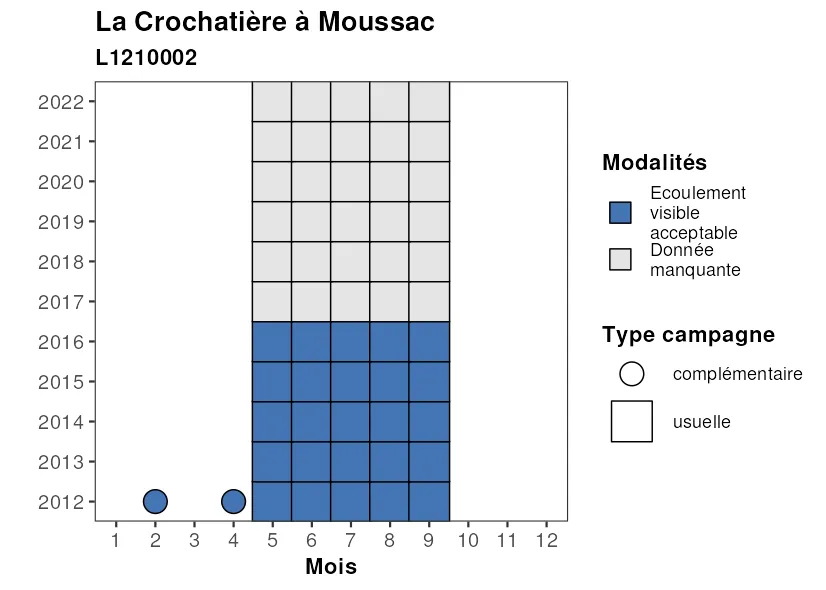 La Crochatière à Moussac
L1210002
2022
2021
2020
2019
2018
2017
2016
2015
2014
2013
2012
1 2 3 4 5 6 7 8 9 10 11 12
Mois
Modalités
Ecoulement
visible
acceptable
Donnée
manquante
Type campagne
complémentaire
usuelle